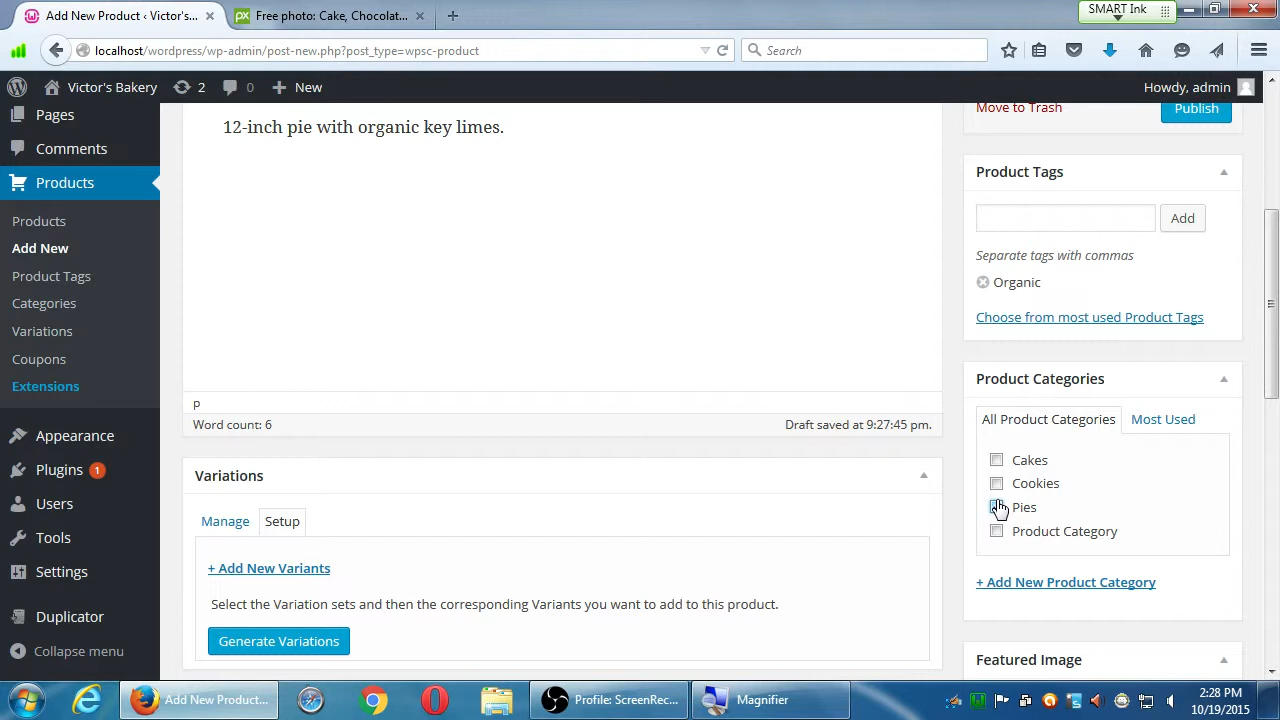 Add New Product ‹ Victor's...
Free photo: Cake, Chocolat...
SMART Ink
localhost/wordpress/wp-admin/post-new.php?post_type=wpsc-product
Search
Victor's Bakery
2
0
New
Howdy, admin
Pages
Comments
Products
Products
Add New
Product Tags
Categories
Variations
Coupons
Extensions
Appearance
Plugins 1
Users
Tools
Settings
Duplicator
Collapse menu
12-inch pie with organic key limes.
p
Word count: 6
Draft saved at 9:27:45 pm.
Variations
Manage
Setup
+ Add New Variants
Select the Variation sets and then the corresponding Variants you want to add to this product.
Generate Variations
Move to Trash
Publish
Product Tags
Add
Separate tags with commas
Organic
Choose from most used Product Tags
Product Categories
All Product Categories
Most Used
Cakes
Cookies
Pies
Product Category
+ Add New Product Category
Featured Image
Add New Product...
Profile: ScreenRec...
Magnifier
2:28 PM
10/19/2015